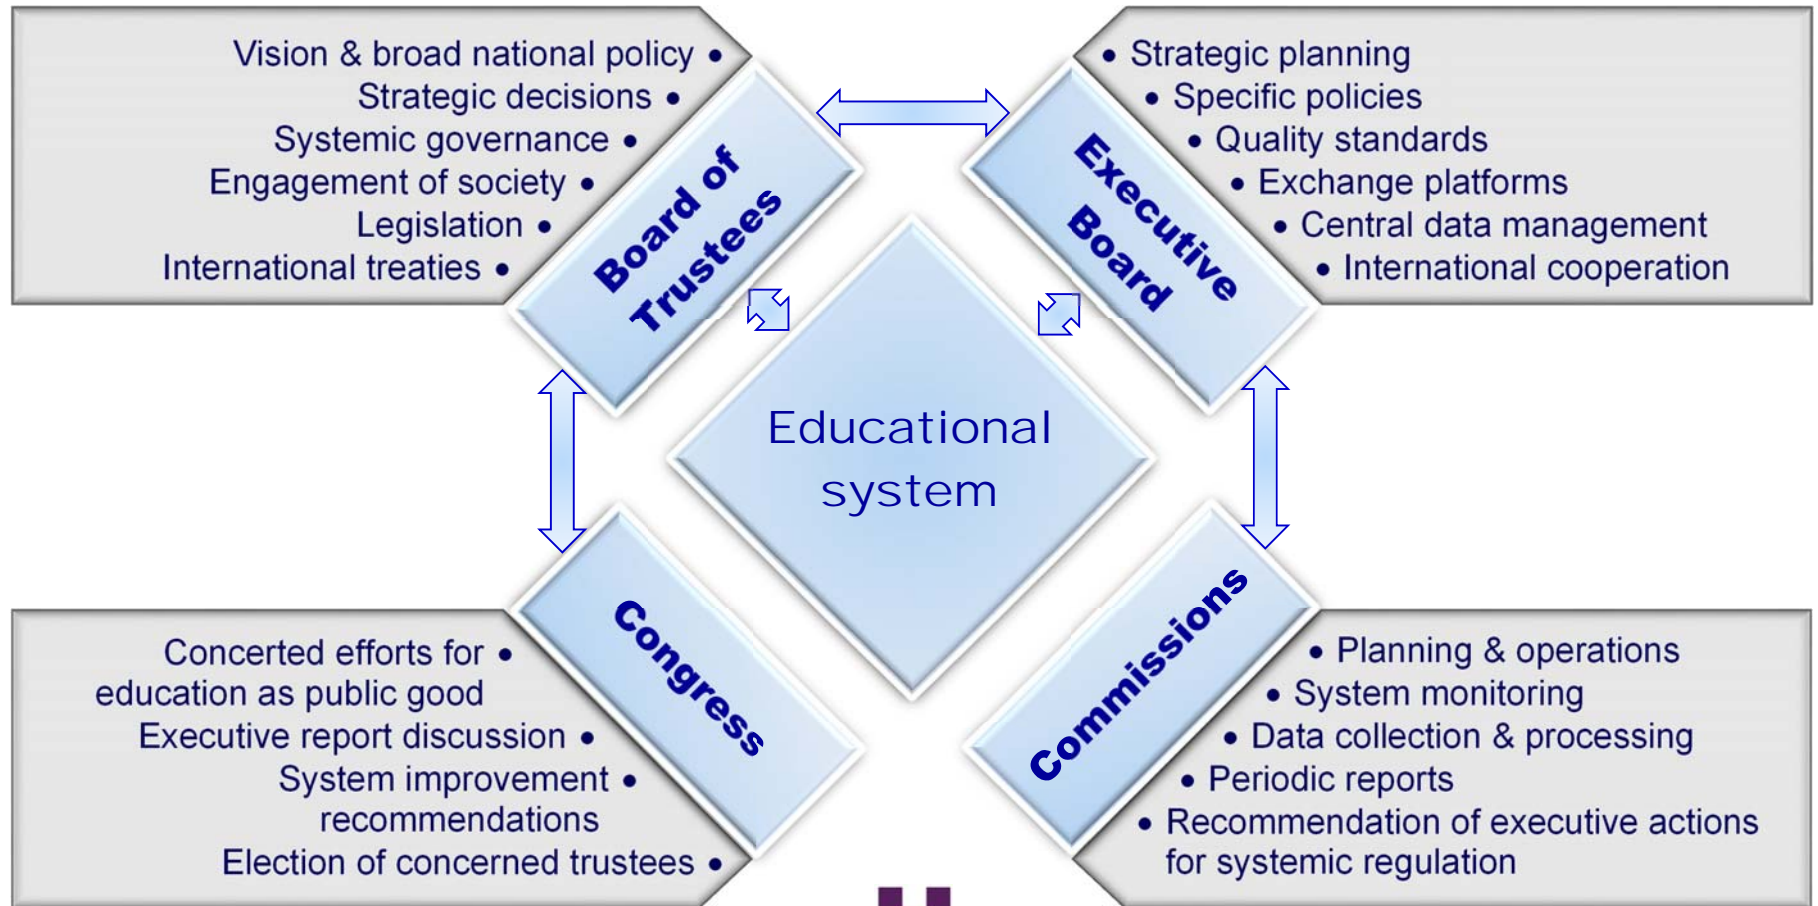 Vision & broad national policy •
Strategic decisions •
Systemic governance •
Engagement of society •
Legislation •
International treaties •
Board of
Trustees
• Strategic planning
• Specific policies
• Quality standards
• Exchange platforms
• Central data management
• International cooperation
Executive
Board
Educational
system
Concerted efforts for •
education as public good
Executive report discussion •
System improvement •
recommendations
Election of concerned trustees •
Congress
Commissions
• Planning & operations
• System monitoring
• Data collection & processing
• Periodic reports
• Recommendation of executive actions
for systemic regulation